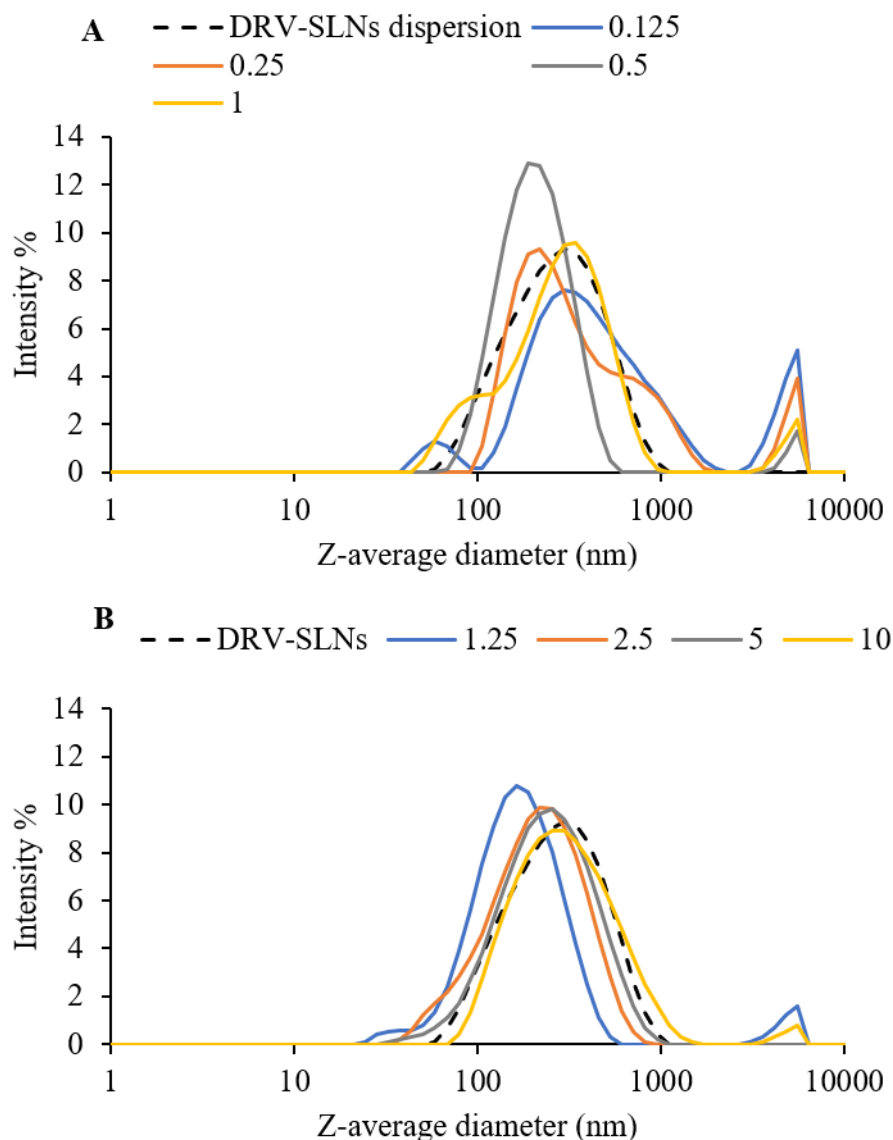 A
DRV-SLNs dispersion 0.125
0.25 0.5
1
14
12
10
8
6
4
2
0
Intensity %
1 10 100 1000 10000
Z-average diameter (nm)
B
DRV-SLNs 1.25 2.5 5 10
14
12
10
8
6
4
2
0
Intensity %
1 10 100 1000 10000
Z-average diameter (nm)